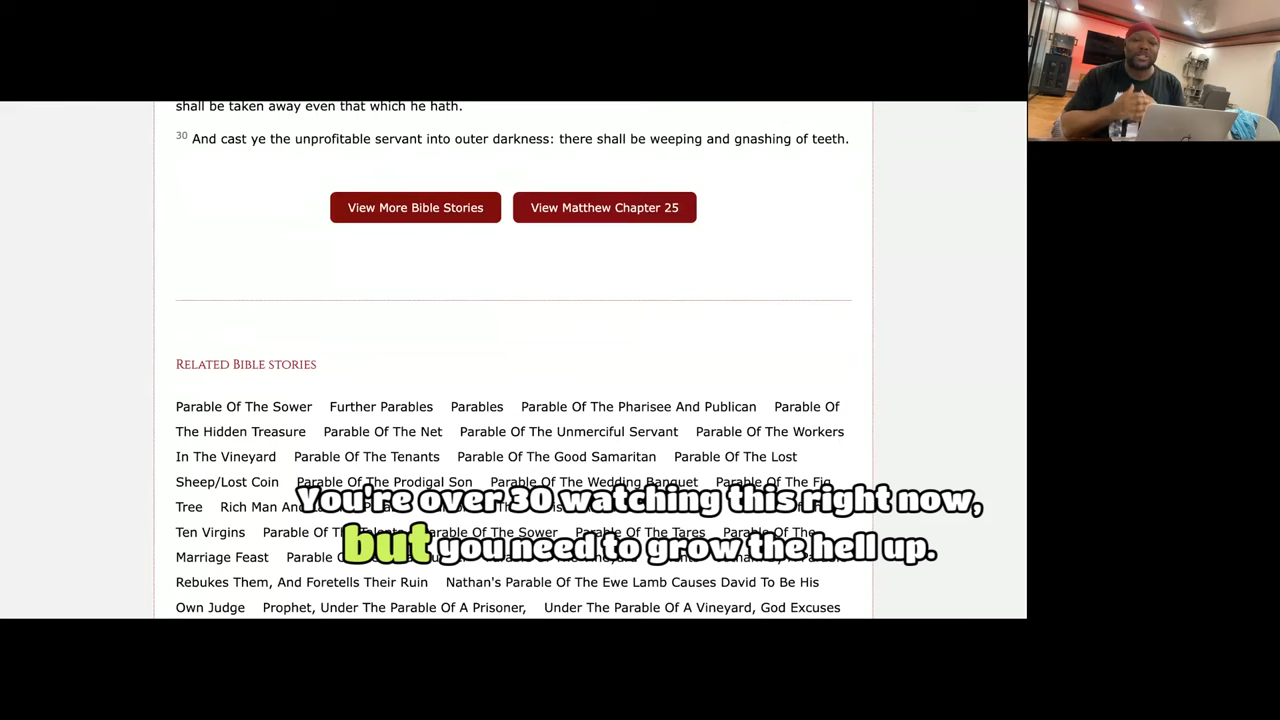 shall be taken away even that which he hath.
30 And cast ye the unprofitable servant into outer darkness: there shall be weeping and gnashing of teeth.
View More Bible Stories View Matthew Chapter 25
RELATED BIBLE STORIES
Parable Of The Sower Further Parables Parables Parable Of The Pharisee And Publican Parable Of
The Hidden Treasure Parable Of The Net Parable Of The Unmerciful Servant Parable Of The Workers
In The Vineyard Parable Of The Tenants Parable Of The Good Samaritan Parable Of The Lost
Sheep/Lost Coin Parable Of The Prodigal Son Parable Of The Wedding Banquet Parable Of The Fig
Tree Rich Man And
You're over 30 watching this right now,
Ten Virgins Parable Of The Talents Parable Of The Sower Parable Of The Tares Parable Of The
but you need to grow the hell up.
Marriage Feast
Rebukes Them, And Foretells Their Ruin Nathan's Parable Of The Ewe Lamb Causes David To Be His
Own Judge Prophet, Under The Parable Of A Prisoner, Under The Parable Of A Vineyard, God Excuses